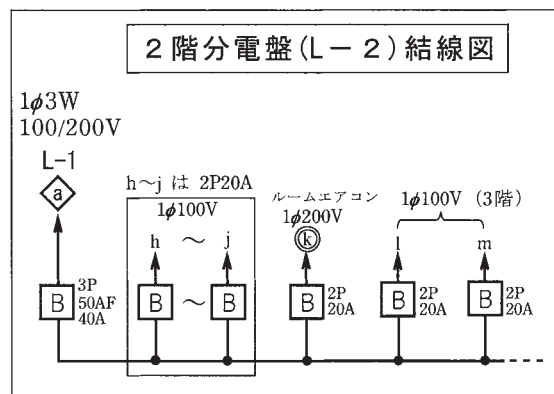 2階分電盤(L－2)結線図
1φ3W
100/200V
L-1
a
h～j は 2P20A
1φ100V
h ～ j
ルームエアコン
1φ200V
k
1φ100V (3階)
l m
B 3P 50AF 40A
B ～ B
B 2P 20A
B 2P 20A
B 2P 20A